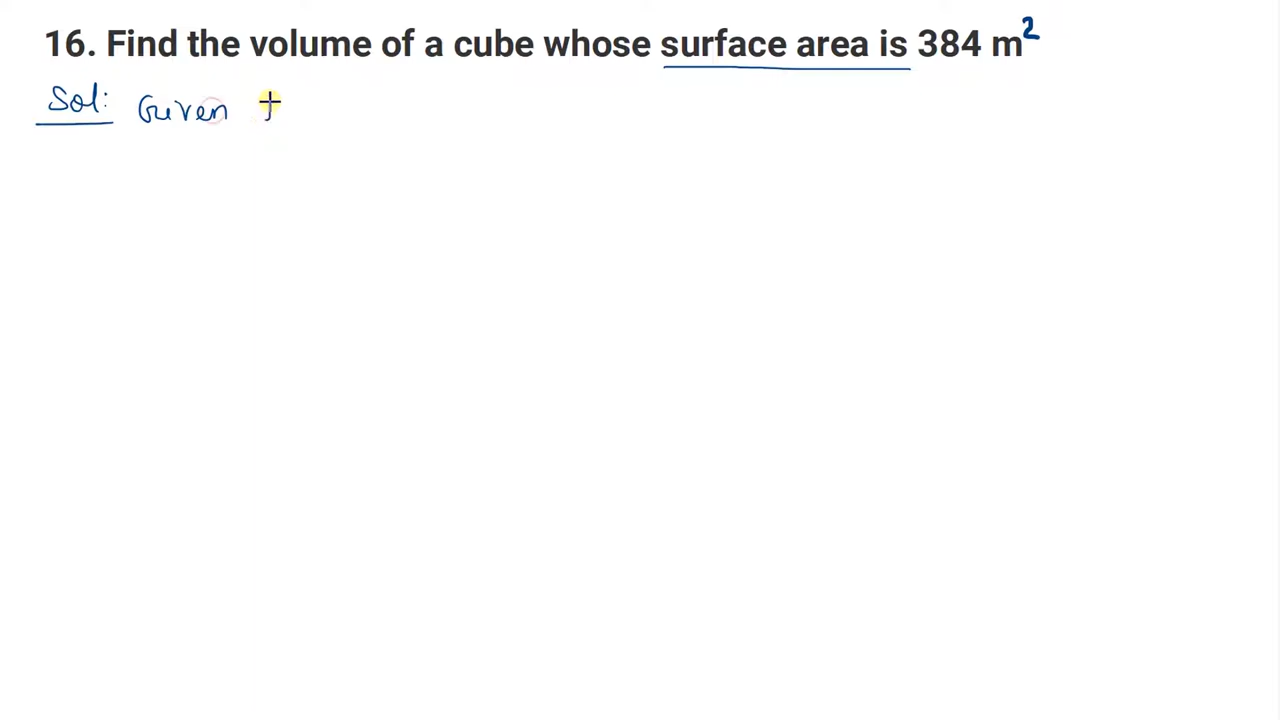 16. Find the volume of a cube whose surface area is 384 m²
Sol: Given